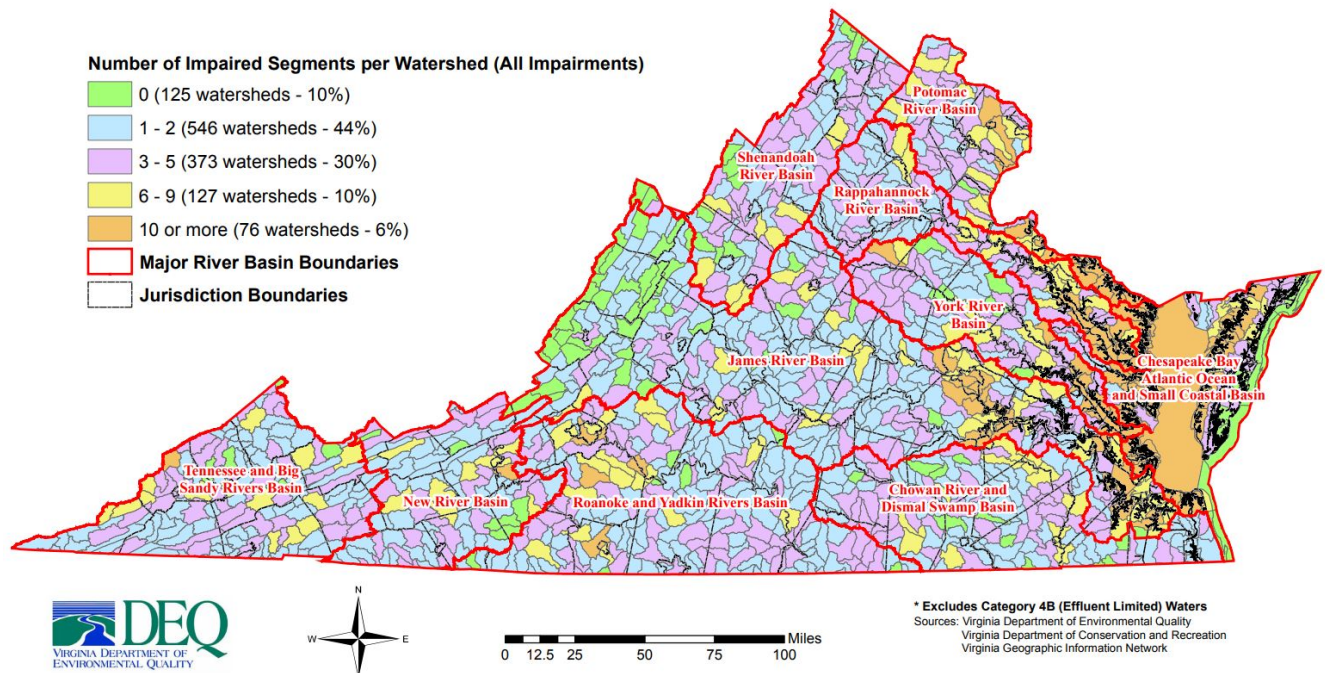 Number of Impaired Segments per Watershed (All Impairments)
0 (125 watersheds - 10%)
1 - 2 (546 watersheds - 44%)
3 - 5 (373 watersheds - 30%)
6 - 9 (127 watersheds - 10%)
10 or more (76 watersheds - 6%)
Major River Basin Boundaries
Jurisdiction Boundaries
Potomac
River Basin
Shenandoah
River Basin
Rappahannock
River Basin
York River
Basin
James River Basin
Chesapeake Bay
Atlantic Ocean
and Small Coastal Basin
Tennessee and Big
Sandy Rivers Basin
New River Basin
Roanoke and Yadkin Rivers Basin
Chowan River and
Dismal Swamp Basin
DEQ
VIRGINIA DEPARTMENT OF
ENVIRONMENTAL QUALITY
N
W
E
S
Miles
0 12.5 25 50 75 100
* Excludes Category 4B (Effluent Limited) Waters
Sources: Virginia Department of Environmental Quality
Virginia Department of Conservation and Recreation
Virginia Geographic Information Network